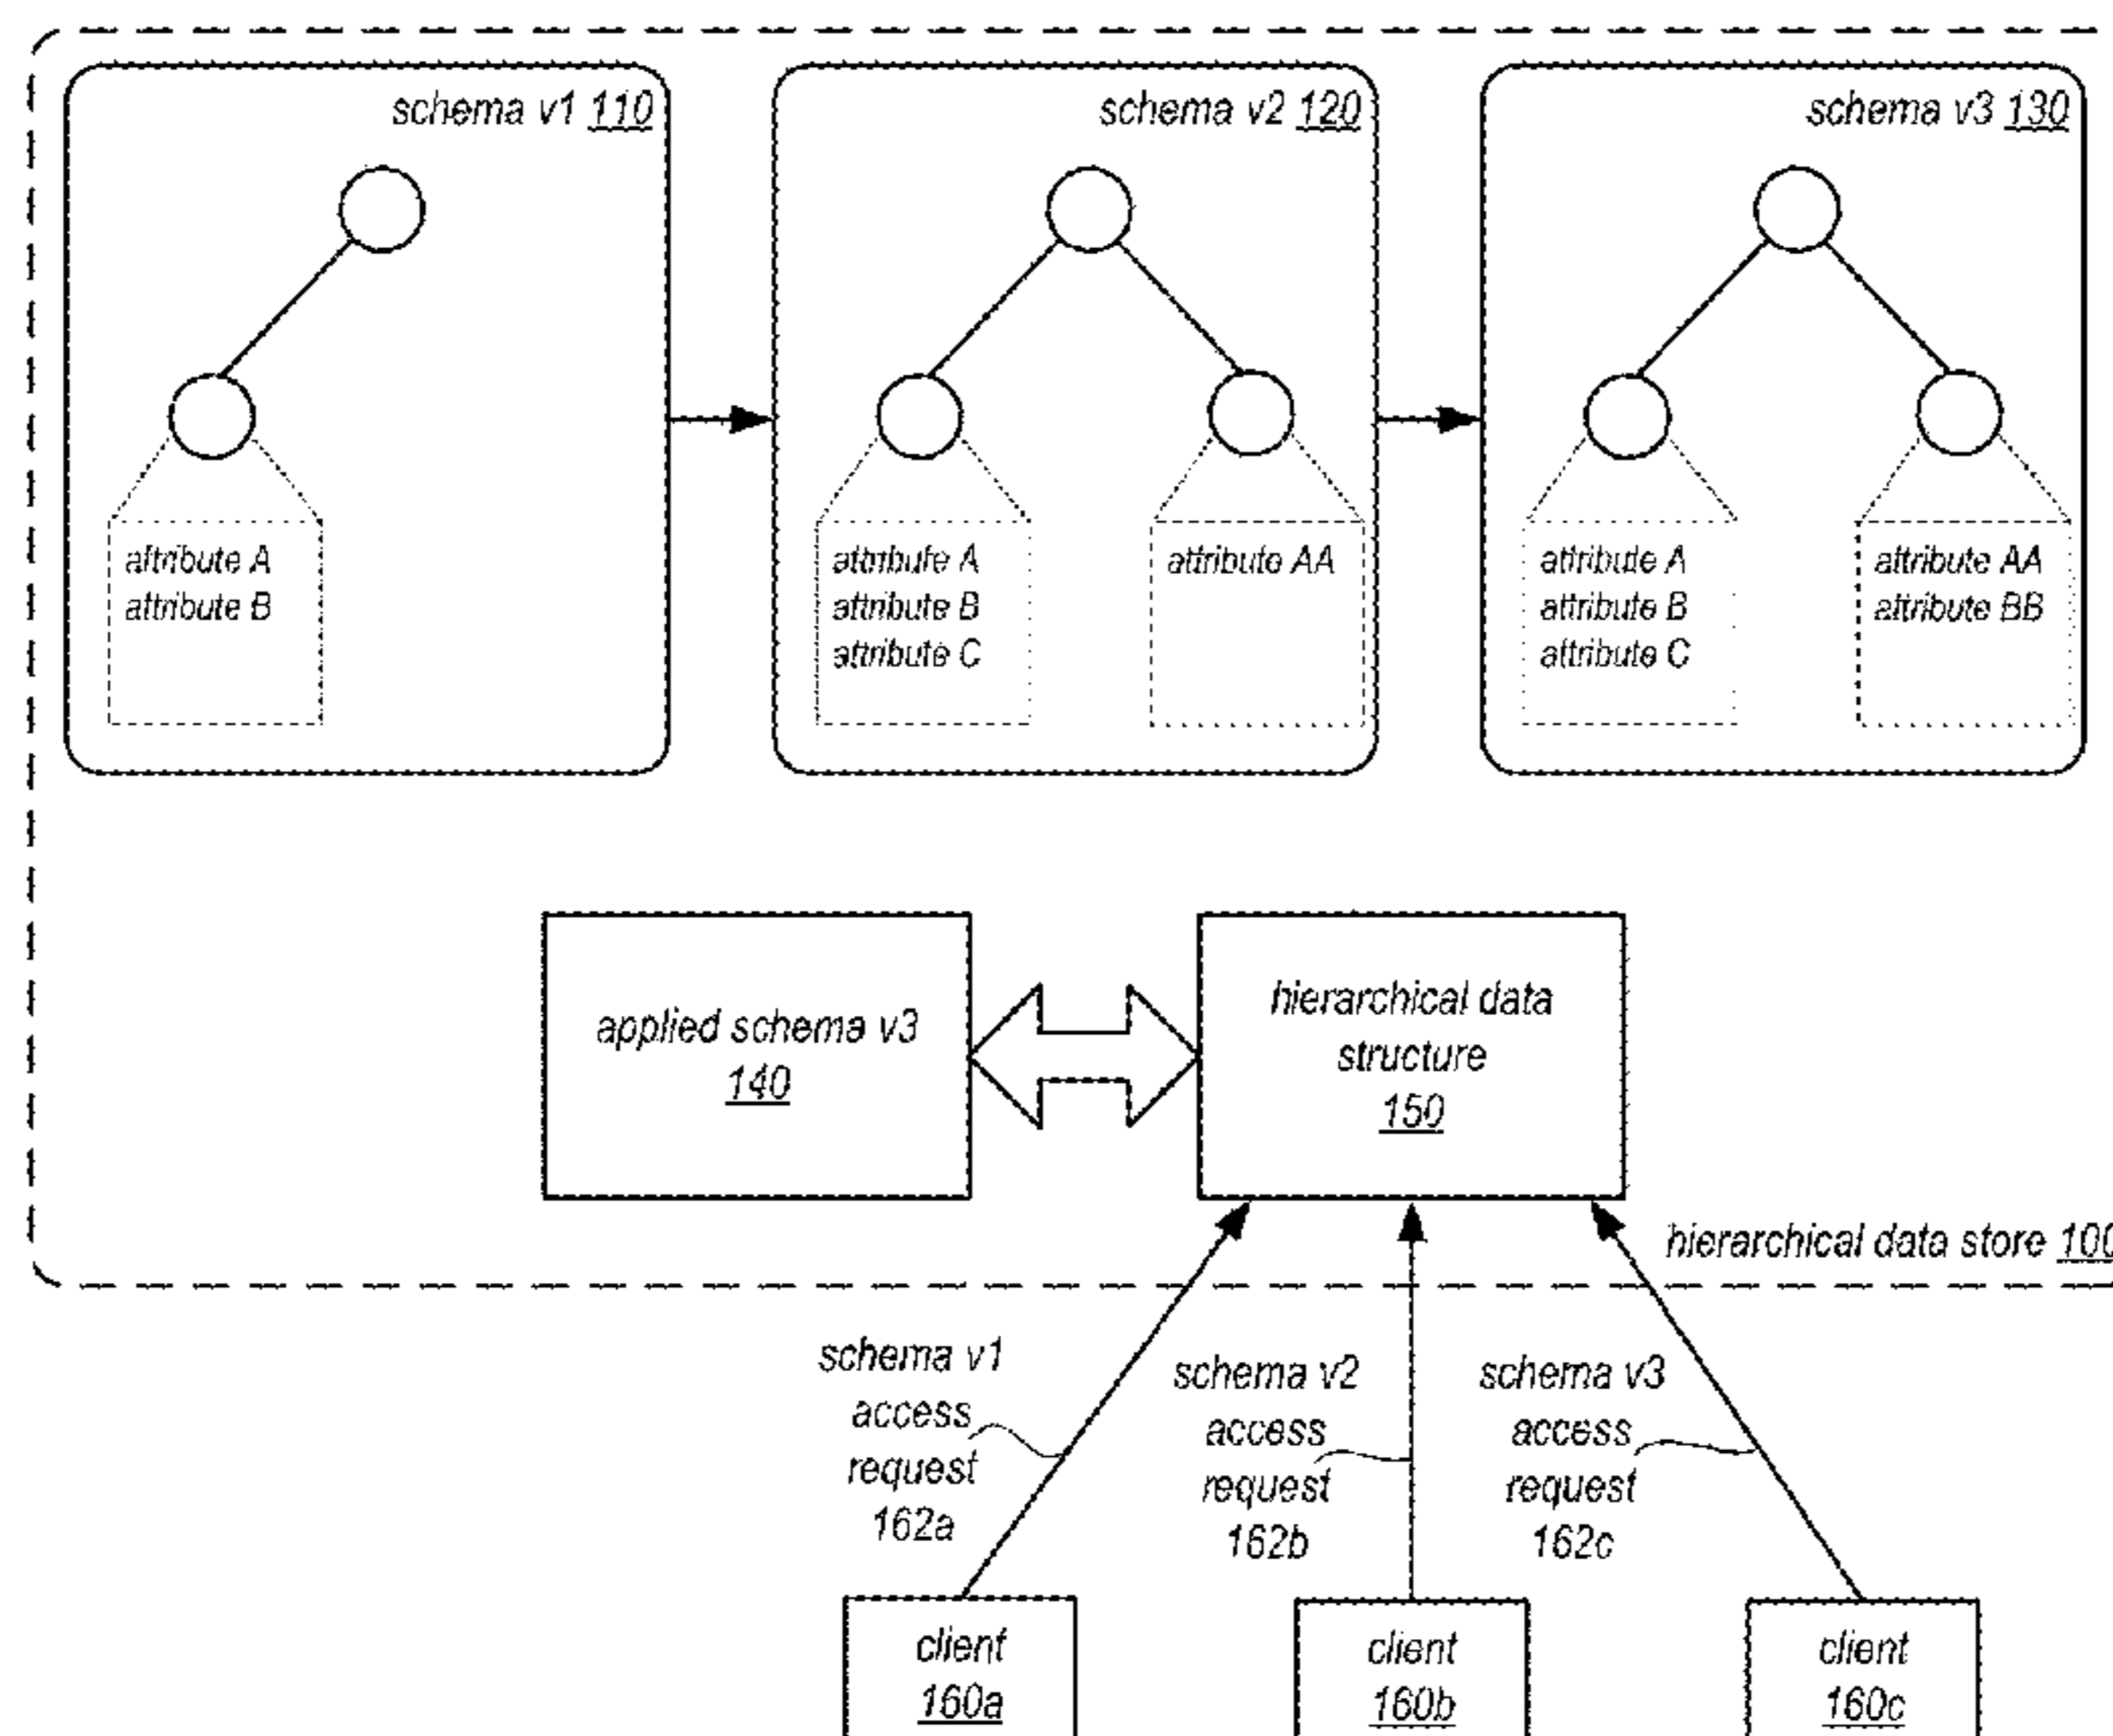 schema v1 110
schema v2 120
schema v3 130
attribute A
attribute B
attribute A
attribute B
attribute C
attribute AA
attribute A
attribute B
attribute C
attribute AA
attribute BB
applied schema v3
140
hierarchical data
structure
150
hierarchical data store 100
schema v1
access
request
162a
schema v2
access
request
162b
schema v3
access
request
162c
client
160a
client
160b
client
160c